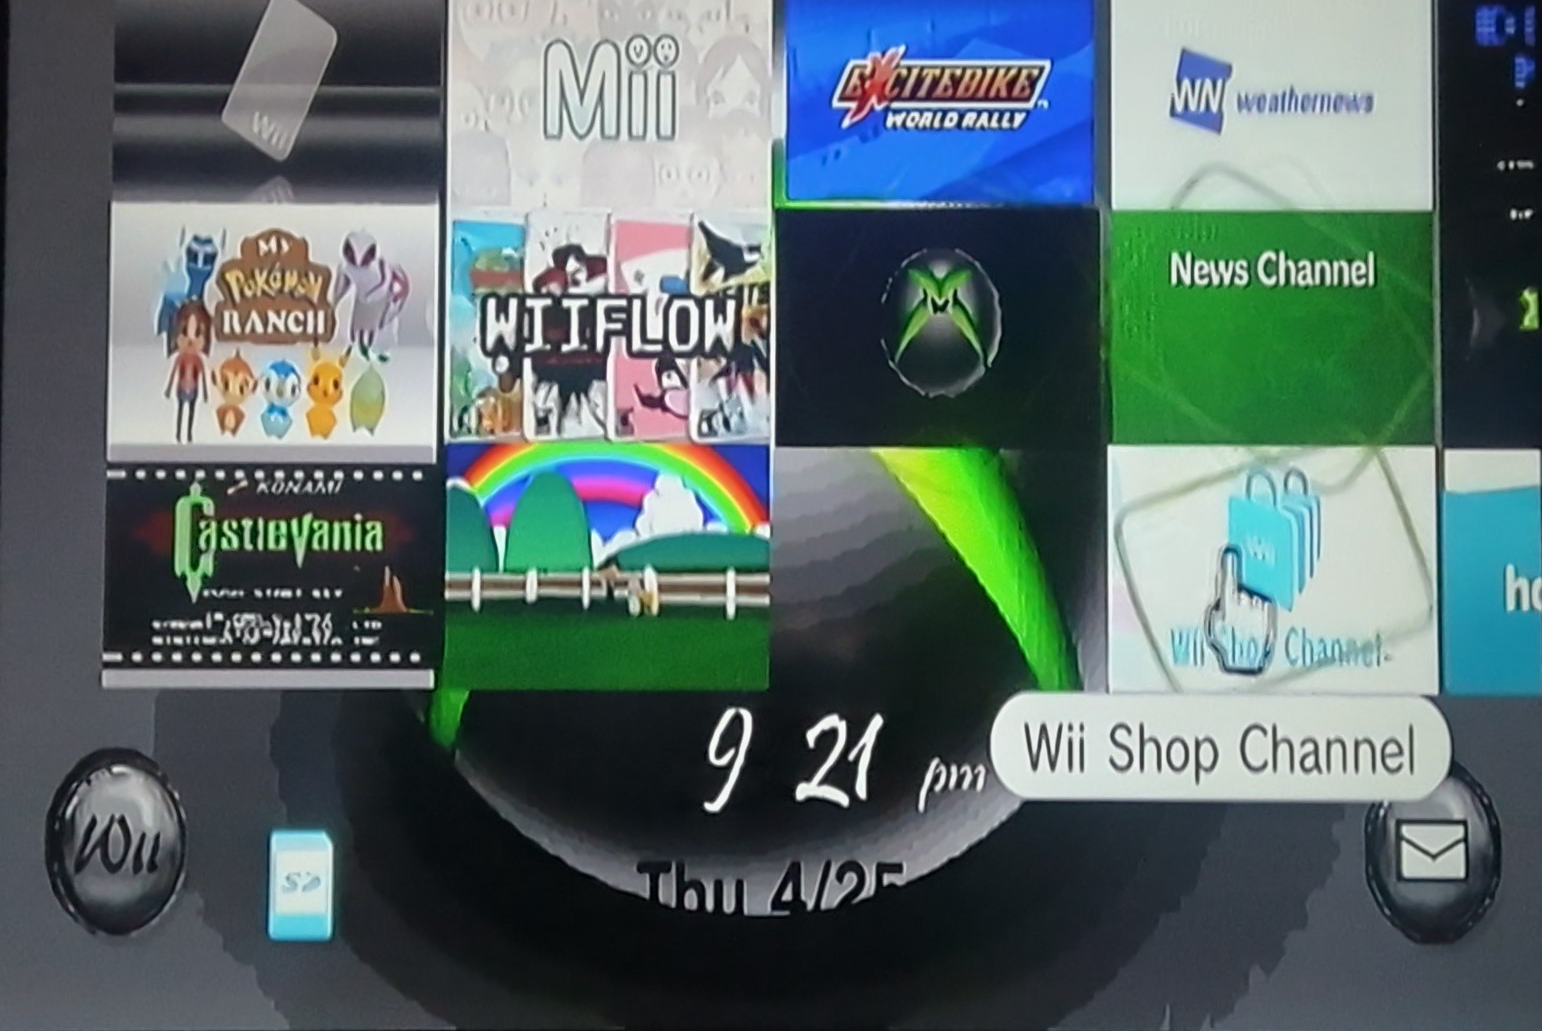 Wii
Mii
EXCITEBIKE
WORLD RALLY
WN weathernews
MY
Pokémon
RANCH
WIIFLOW
News Channel
KONAMI
Castlevania
Wii
Wii Shop Channel
9 21 pm
Wii Shop Channel
Wii
SD
Thu 4/25